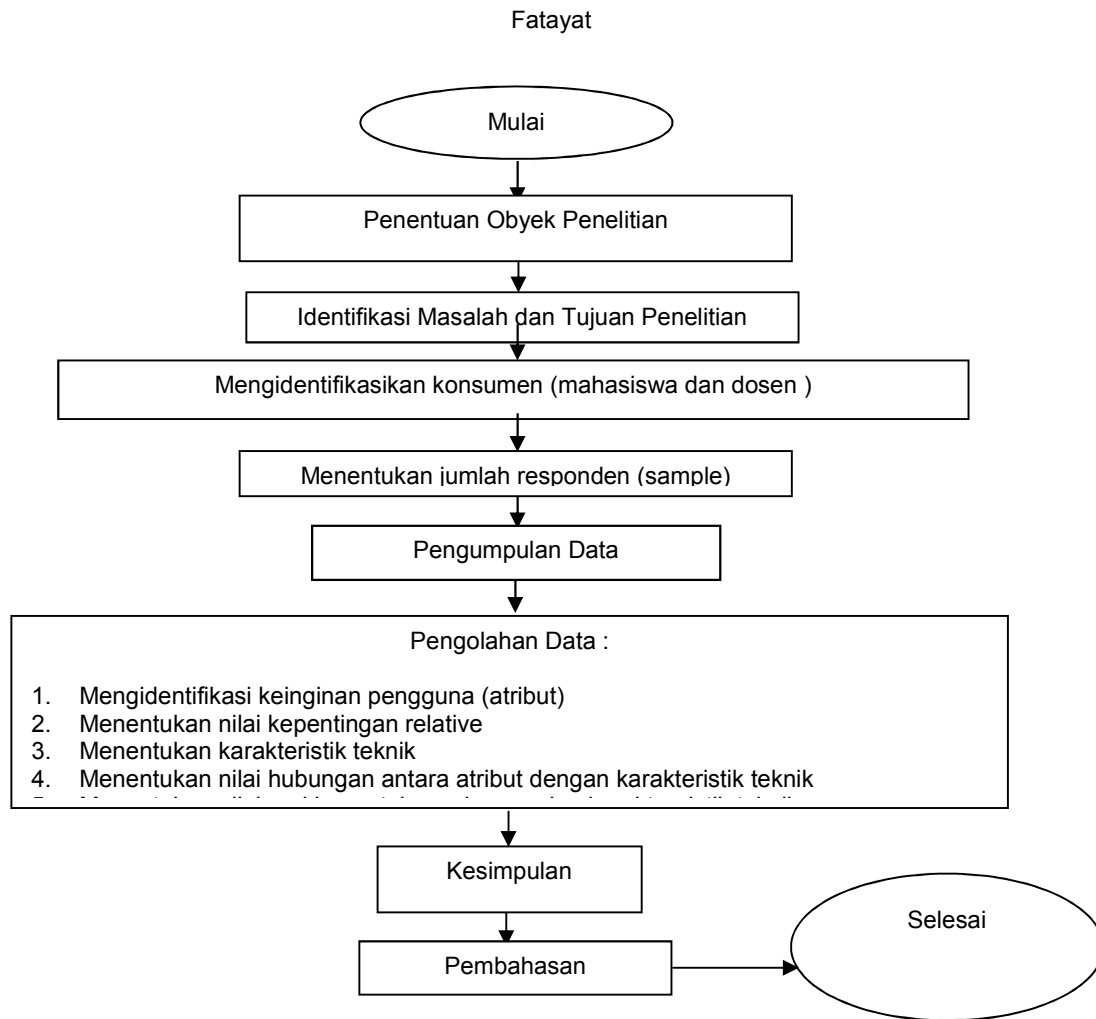 Fatayat
Mulai
Penentuan Obyek Penelitian
Identifikasi Masalah dan Tujuan Penelitian
Mengidentifikasikan konsumen (mahasiswa dan dosen )
Menentukan jumlah responden (sample)
Pengumpulan Data
Pengolahan Data :
1. Mengidentifikasi keinginan pengguna (atribut)
2. Menentukan nilai kepentingan relative
3. Menentukan karakteristik teknik
4. Menentukan nilai hubungan antara atribut dengan karakteristik teknik
Kesimpulan
Pembahasan
Selesai